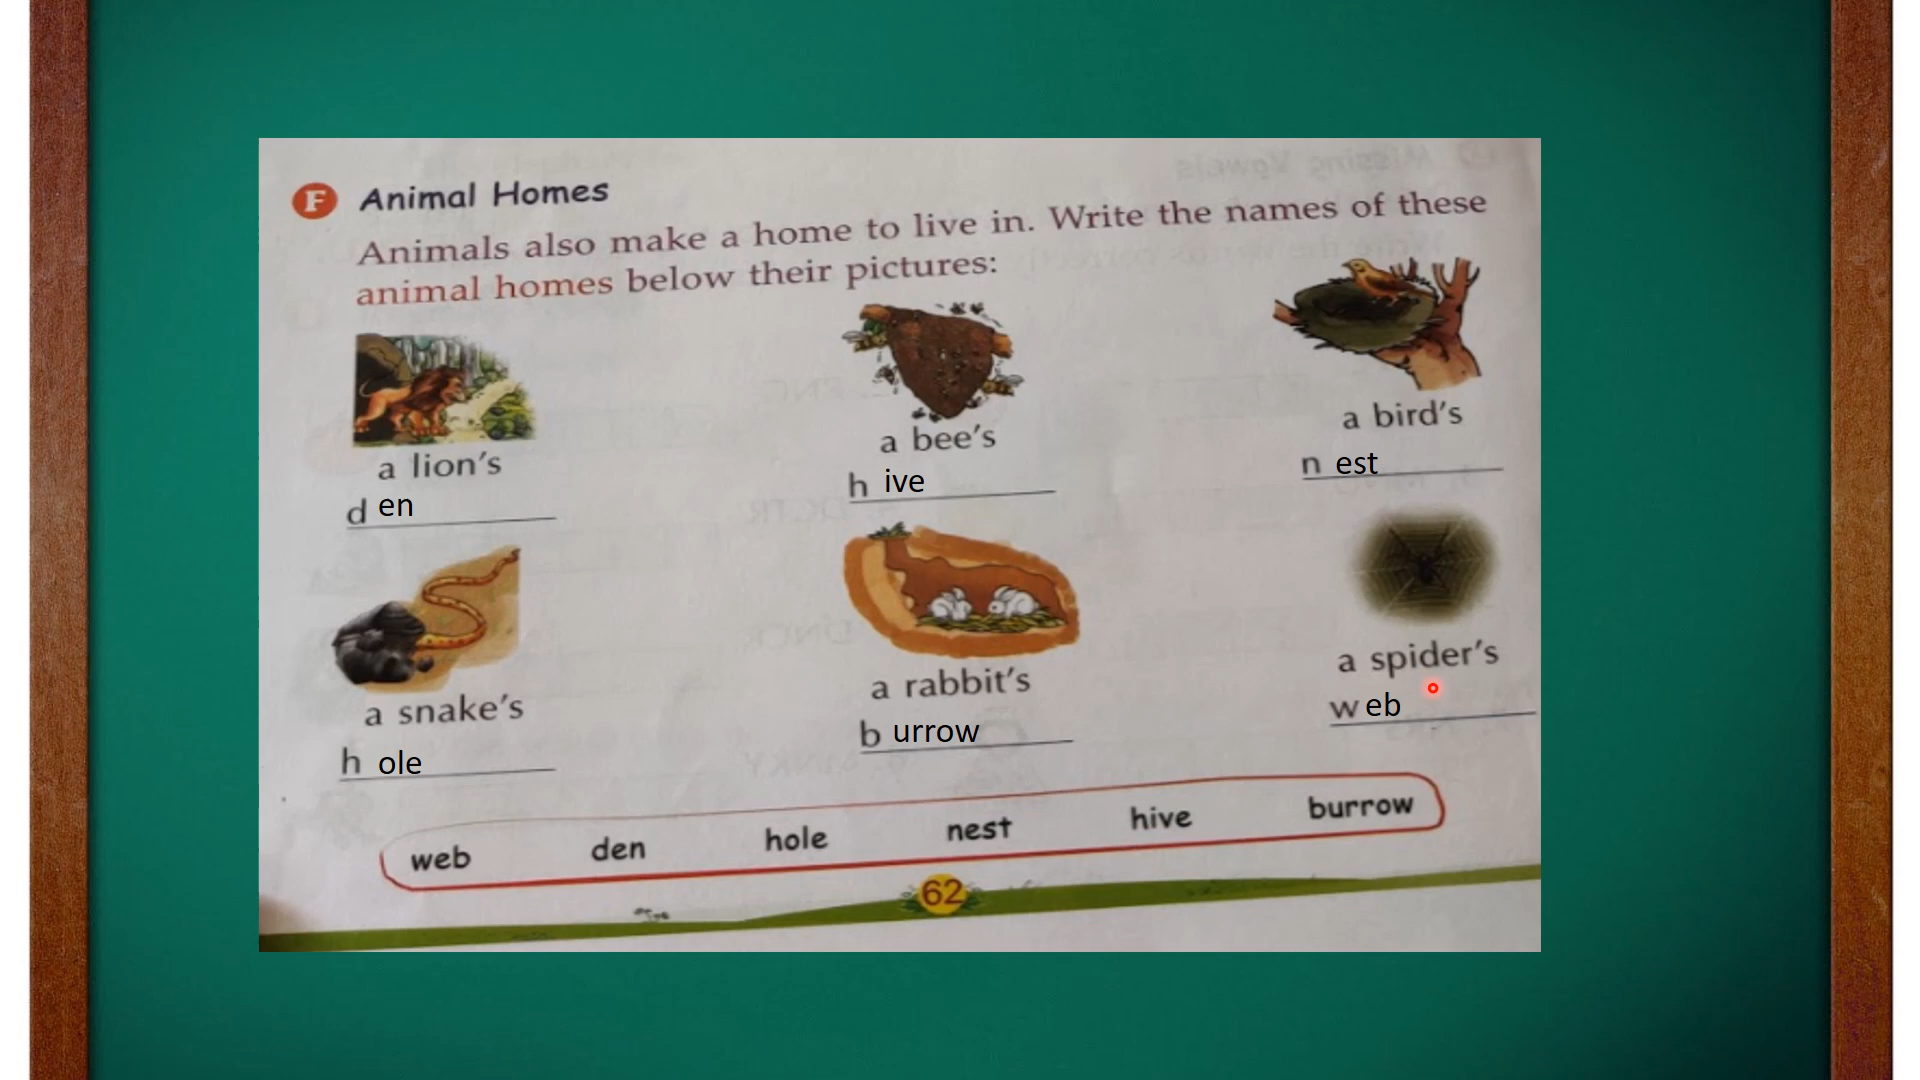 F Animal Homes
Animals also make a home to live in. Write the names of these
animal homes below their pictures:
a lion's
d en
a bee's
h ive
a bird's
n est
a snake's
h ole
a rabbit's
b urrow
a spider's
w eb
web den hole nest hive burrow
62